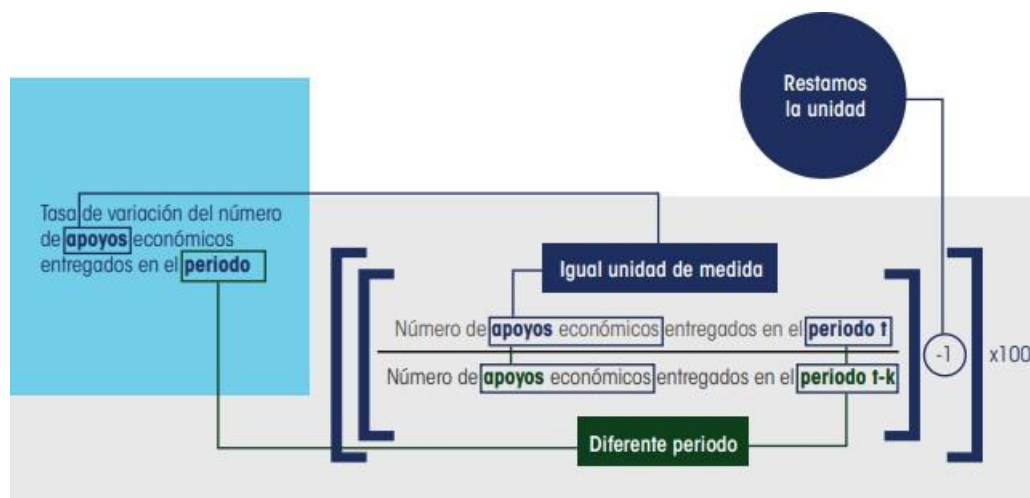 Restamos
la unidad
Tasa de variación del número
de apoyos económicos
entregados en el periodo
Igual unidad de medida
Número de apoyos económicos entregados en el periodo t
Número de apoyos económicos entregados en el periodo t-k
-1
x100
Diferente periodo